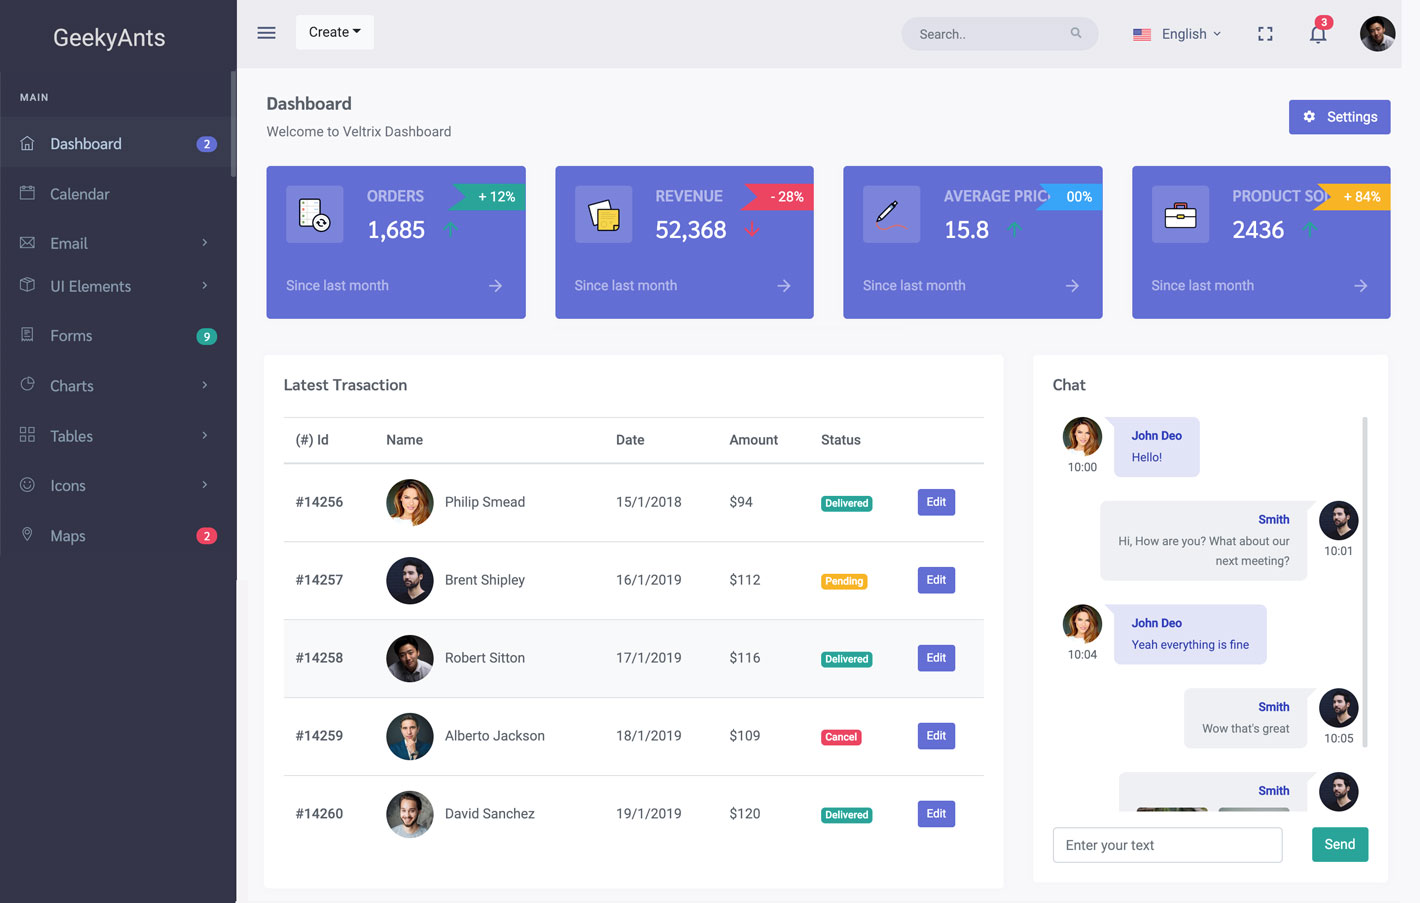 GeekyAnts
Create
Search..
English
3
MAIN
Dashboard 2
Calendar
Email
UI Elements
Forms 9
Charts
Tables
Icons
Maps 2
Dashboard
Welcome to Veltrix Dashboard
Settings
ORDERS + 12%
1,685
Since last month
REVENUE - 28%
52,368
Since last month
AVERAGE PRIC 00%
15.8
Since last month
PRODUCT SO + 84%
2436
Since last month
Latest Trasaction
(#) Id Name Date Amount Status
#14256 Philip Smead 15/1/2018 $94 Delivered Edit
#14257 Brent Shipley 16/1/2019 $112 Pending Edit
#14258 Robert Sitton 17/1/2019 $116 Delivered Edit
#14259 Alberto Jackson 18/1/2019 $109 Cancel Edit
#14260 David Sanchez 19/1/2019 $120 Delivered Edit
Chat
John Deo
Hello!
10:00
Smith
Hi, How are you? What about our
next meeting?
10:01
John Deo
Yeah everything is fine
10:04
Smith
Wow that's great
10:05
Smith
Enter your text
Send